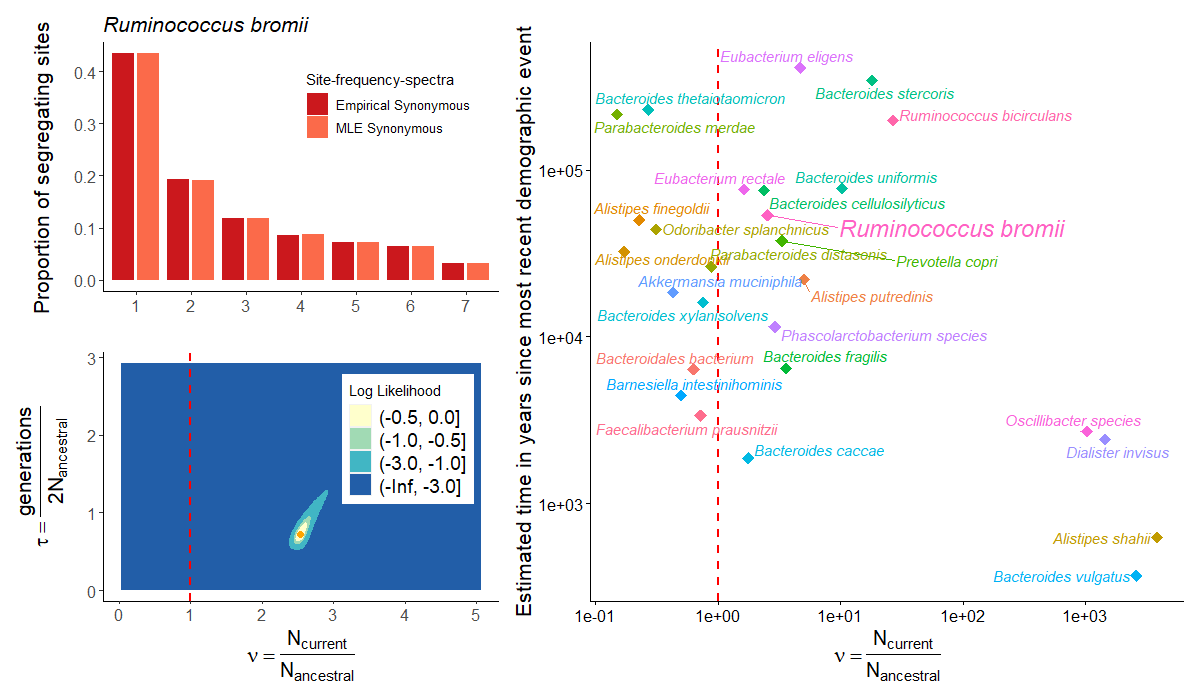 Ruminococcus bromii
Proportion of segregating sites
0.4
0.3
0.2
0.1
0.0
Site-frequency-spectra
Empirical Synonymous
MLE Synonymous
1 2 3 4 5 6 7
τ = generations
2Nancestral
3
2
1
0
Log Likelihood
(-0.5, 0.0]
(-1.0, -0.5]
(-3.0, -1.0]
(-Inf, -3.0]
0 1 2 3 4 5
ν = Ncurrent
Nancestral
Estimated time in years since most recent demographic event
1e+05
1e+04
1e+03
Eubacterium eligens
Bacteroides stercoris
Bacteroides thetaiotaomicron
Ruminococcus bicirculans
Parabacteroides merdae
Eubacterium rectale
Bacteroides uniformis
Bacteroides cellulosilyticus
Alistipes finegoldii
Ruminococcus bromii
Odoribacter splanchnicus
Parabacteroides distasonis
Alistipes onderdonkii
Prevotella copri
Akkermansia muciniphila
Alistipes putredinis
Bacteroides xylanisolvens
Phascolarctobacterium species
Bacteroidales bacterium
Bacteroides fragilis
Barnesiella intestinihominis
Oscillibacter species
Faecalibacterium prausnitzii
Bacteroides caccae
Dialister invisus
Alistipes shahii
Bacteroides vulgatus
1e-01 1e+00 1e+01 1e+02 1e+03
ν = Ncurrent
Nancestral